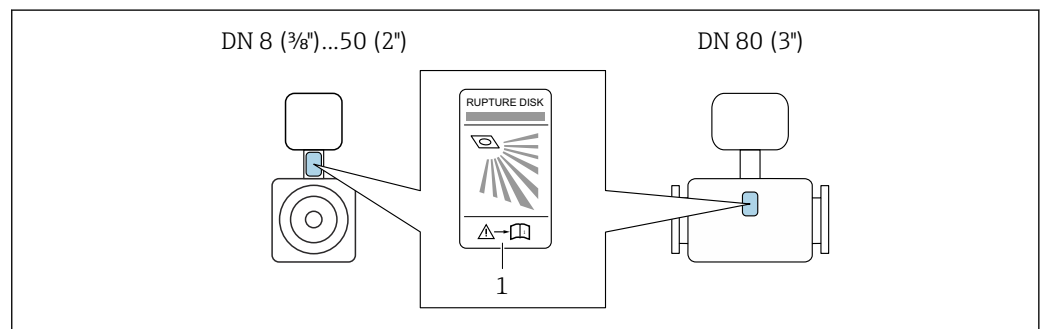 DN 8 (⅜")...50 (2")
DN 80 (3")
RUPTURE DISK
1